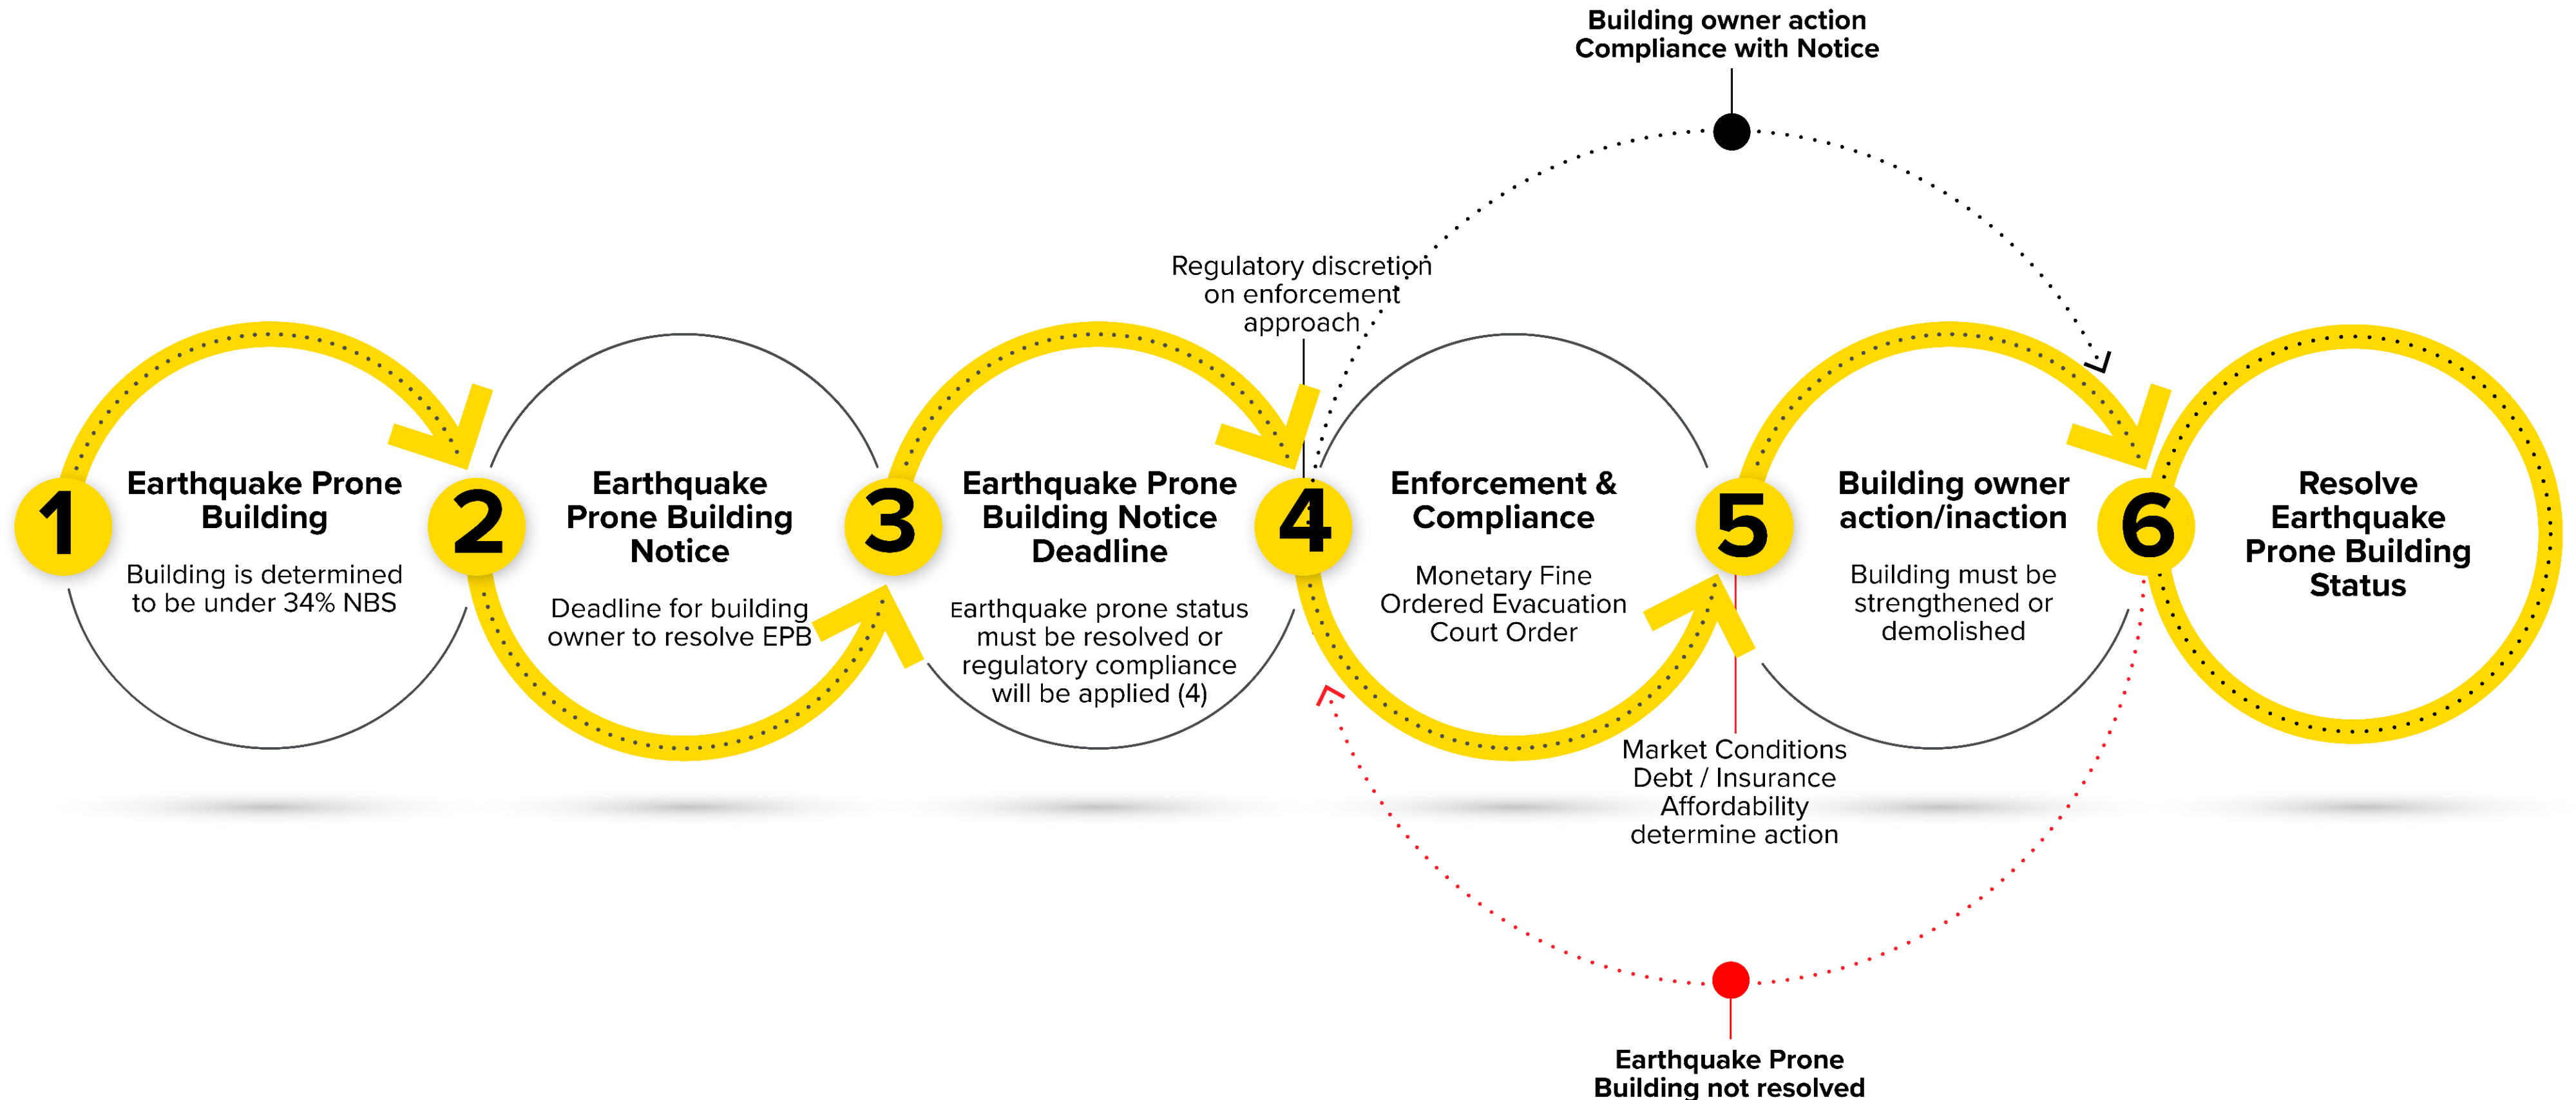 Building owner action
Compliance with Notice
Regulatory discretion
on enforcement
approach
1
Earthquake Prone
Building
Building is determined
to be under 34% NBS
2
Earthquake
Prone Building
Notice
Deadline for building
owner to resolve EPB
3
Earthquake Prone
Building Notice
Deadline
Earthquake prone status
must be resolved or
regulatory compliance
will be applied (4)
4
Enforcement &
Compliance
Monetary Fine
Ordered Evacuation
Court Order
5
Building owner
action/inaction
Building must be
strengthened or
demolished
6
Resolve
Earthquake
Prone Building
Status
Market Conditions
Debt / Insurance
Affordability
determine action
Earthquake Prone
Building not resolved